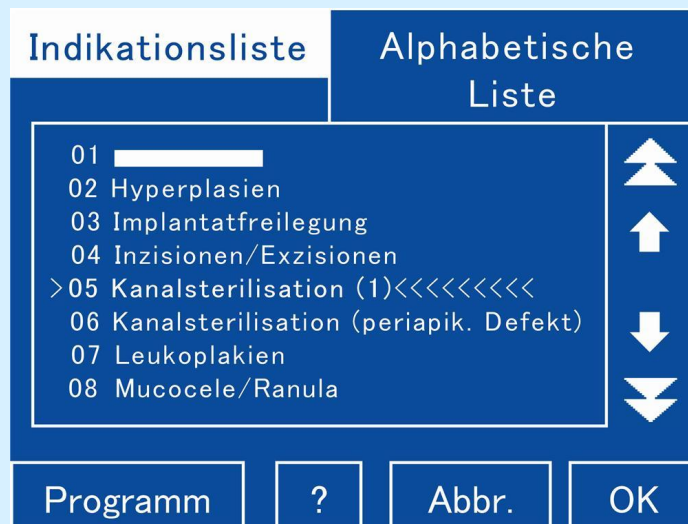 Indikationsliste
Alphabetische
Liste
01
02 Hyperplasien
03 Implantatfreilegung
04 Inzisionen/Exzisionen
>05 Kanalsterilisation (1)<<<<<<<<<
06 Kanalsterilisation (periapik. Defekt)
07 Leukoplakien
08 Mucocele/Ranula
Programm
?
Abbr.
OK